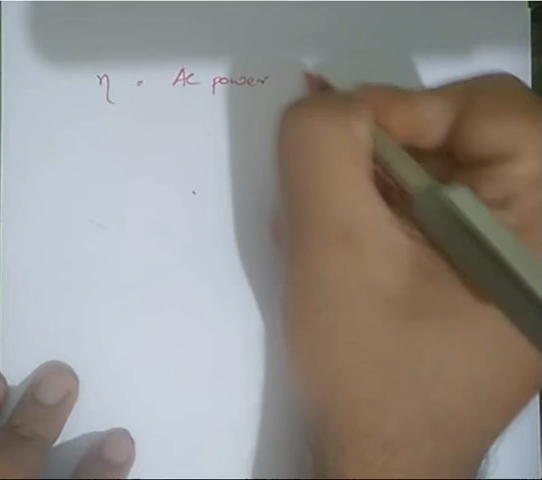 η = AC power